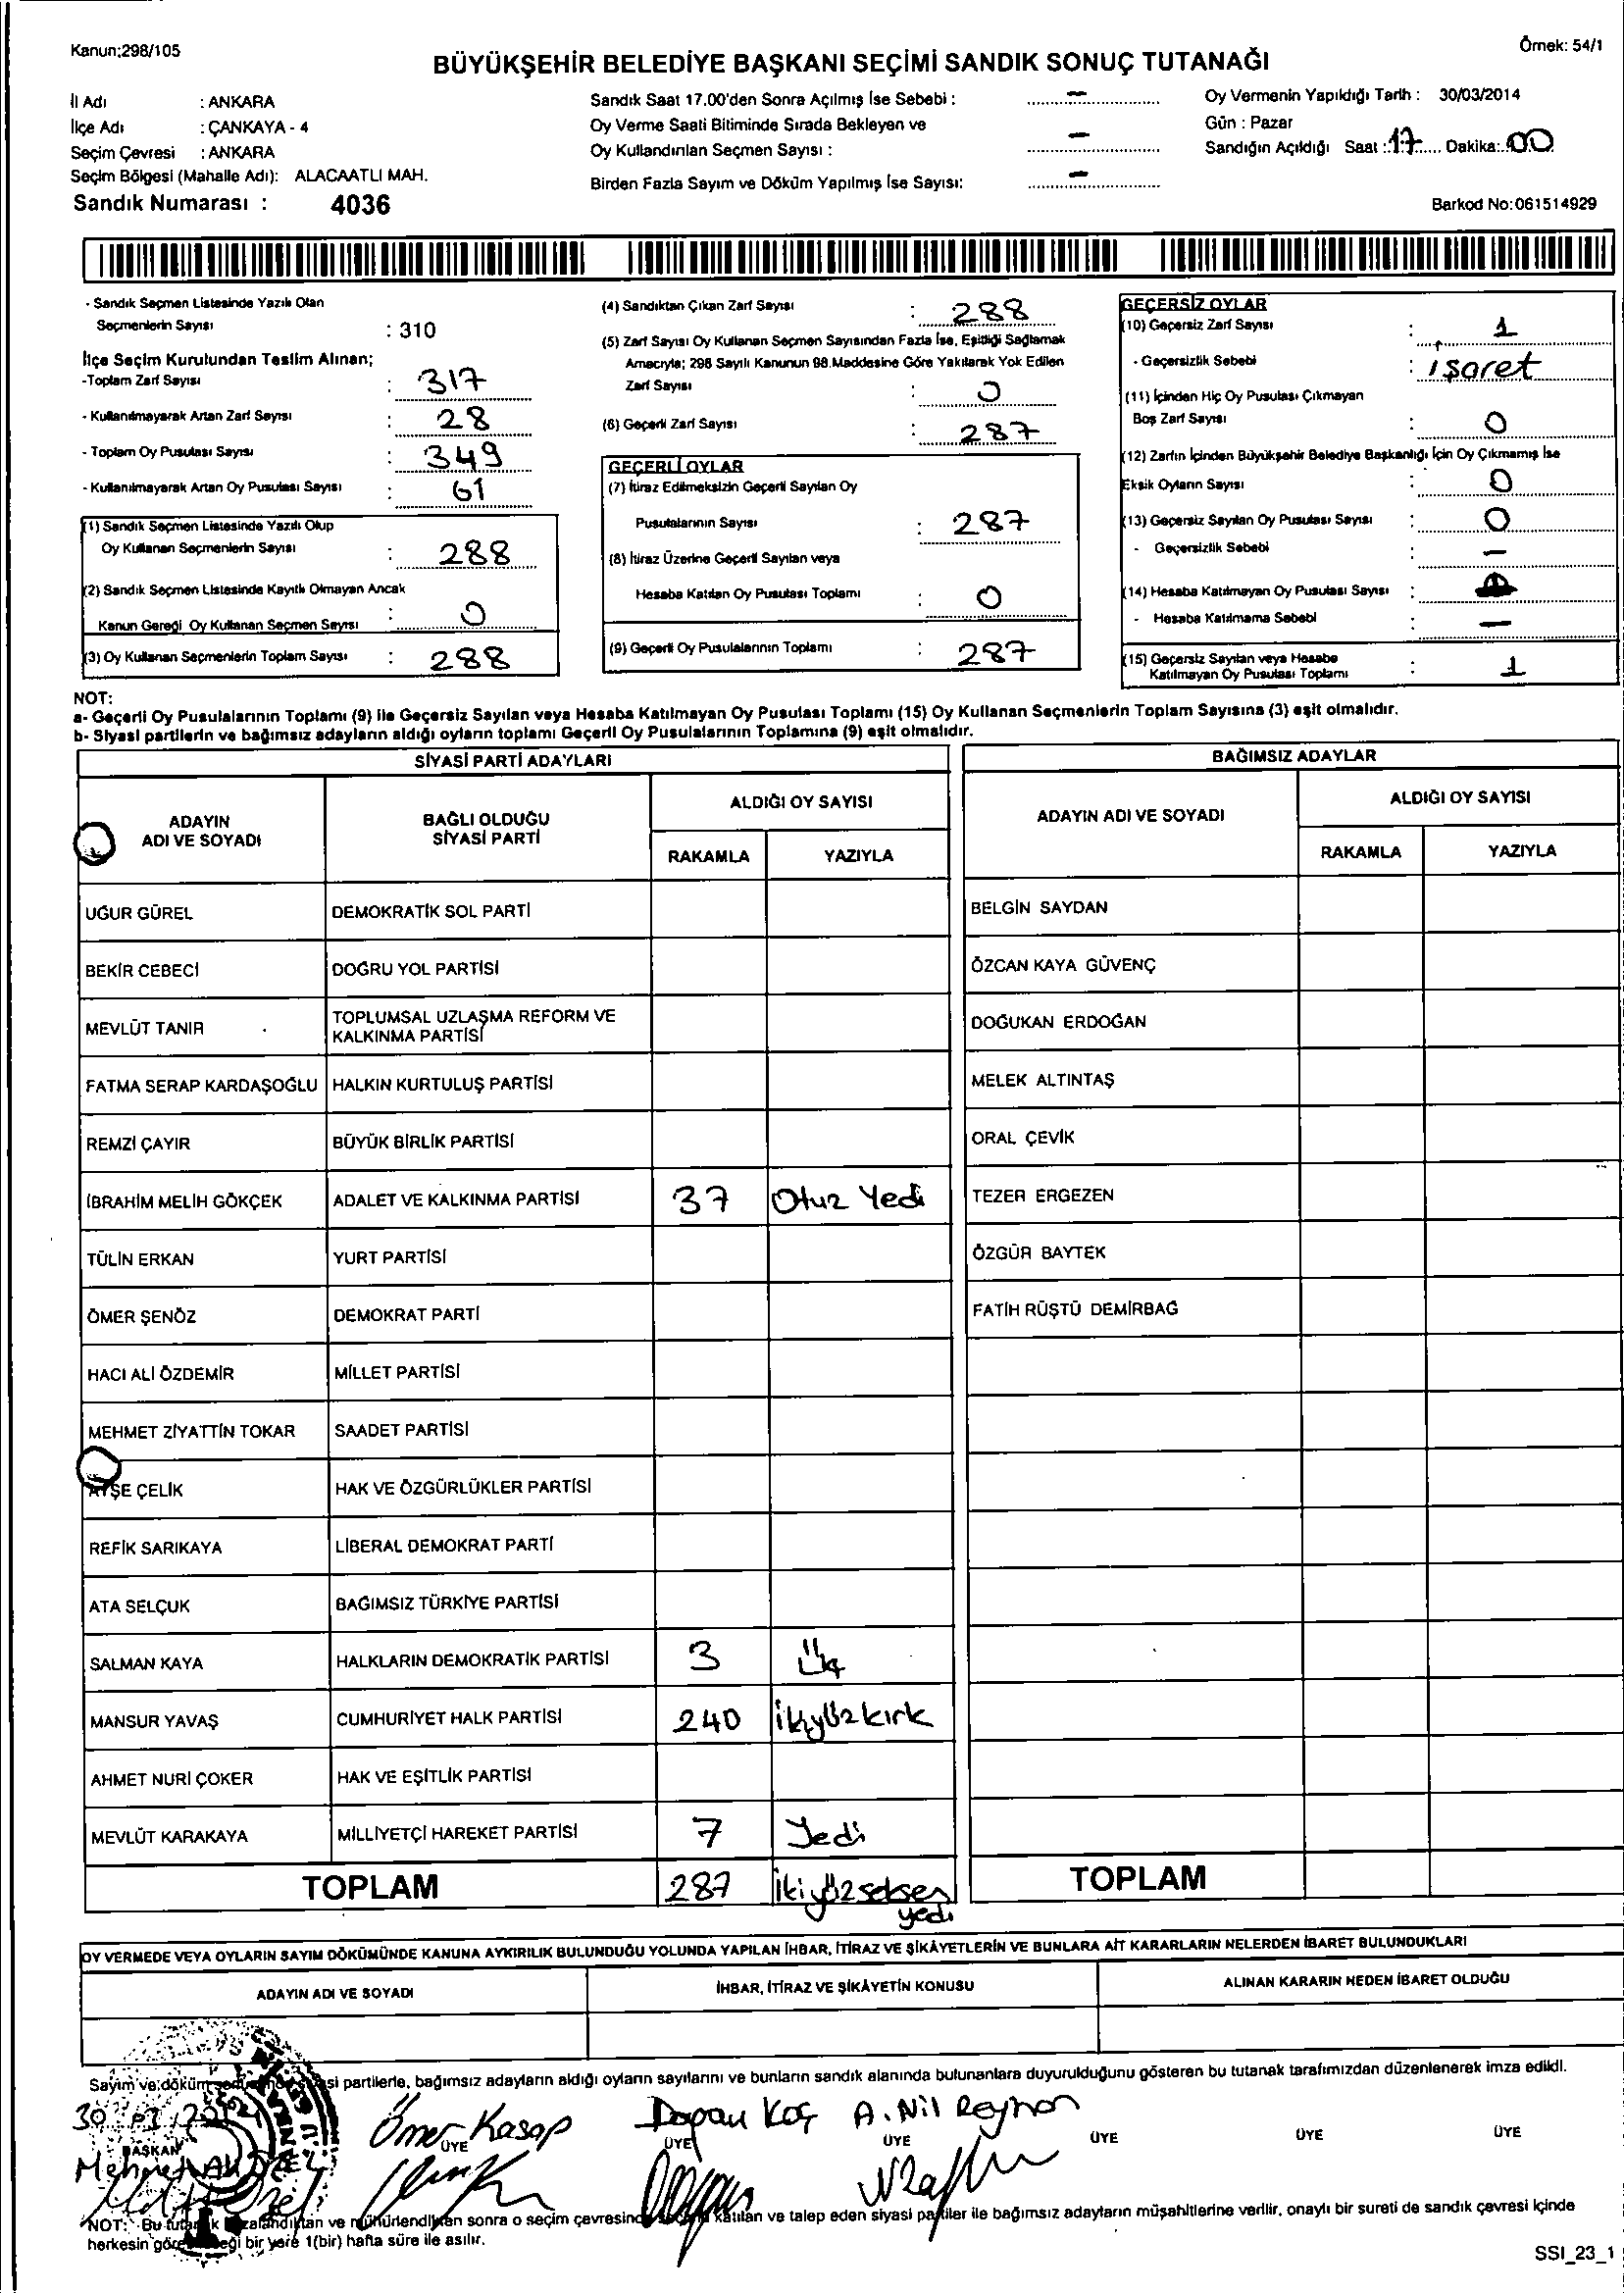 Kanun;298/105
Örnek: 54/1
BÜYÜKŞEHİR BELEDİYE BAŞKANI SEÇİMİ SANDIK SONUÇ TUTANAĞI
İl Adı : ANKARA
İlçe Adı : ÇANKAYA - 4
Seçim Çevresi : ANKARA
Seçim Bölgesi (Mahalle Adı): ALACAATLI MAH.
Sandık Numarası : 4036
Sandık Saat 17.00'den Sonra Açılmış İse Sebebi : -
Oy Verme Saati Bitiminde Sırada Bekleyen ve
Oy Kullandırılan Seçmen Sayısı : -
Birden Fazla Sayım ve Döküm Yapılmış İse Sayısı: -
Oy Vermenin Yapıldığı Tarih : 30/03/2014
Gün : Pazar
Sandığın Açıldığı Saat : 17 Dakika: 00
Barkod No:061514929
- Sandık Seçmen Listesinde Yazılı Olan
Seçmenlerin Sayısı : 310
İlçe Seçim Kurulundan Teslim Alınan;
-Toplam Zarf Sayısı : 317
- Kullanılmayarak Artan Zarf Sayısı : 28
- Toplam Oy Pusulası Sayısı : 349
- Kullanılmayarak Artan Oy Pusulası Sayısı : 61
(1) Sandık Seçmen Listesinde Yazılı Olup
Oy Kullanan Seçmenlerin Sayısı : 288
(2) Sandık Seçmen Listesinde Kayıtlı Olmayan Ancak
Kanun Gereği Oy Kullanan Seçmen Sayısı : 0
(3) Oy Kullanan Seçmenlerin Toplam Sayısı : 288
(4) Sandıktan Çıkan Zarf Sayısı : 288
(5) Zarf Sayısı Oy Kullanan Seçmen Sayısından Fazla İse, Eşitliği Sağlamak
Amacıyla; 298 Sayılı Kanunun 98.Maddesine Göre Yakılarak Yok Edilen
Zarf Sayısı : 0
(6) Geçerli Zarf Sayısı : 287
GEÇERLİ OYLAR
(7) İtiraz Edilmeksizin Geçerli Sayılan Oy
Pusulalarının Sayısı : 287
(8) İtiraz Üzerine Geçerli Sayılan veya
Hesaba Katılan Oy Pusulası Toplamı : 0
(9) Geçerli Oy Pusulalarının Toplamı : 287
GEÇERSİZ OYLAR
(10) Geçersiz Zarf Sayısı : 1
- Geçersizlik Sebebi : işaret
(11) İçinden Hiç Oy Pusulası Çıkmayan
Boş Zarf Sayısı : 0
(12) Zarfın İçinden Büyükşehir Belediye Başkanlığı İçin Oy Çıkmamış İse
Eksik Oyların Sayısı : 0
(13) Geçersiz Sayılan Oy Pusulası Sayısı : 0
- Geçersizlik Sebebi : -
(14) Hesaba Katılmayan Oy Pusulası Sayısı :
- Hesaba Katılmama Sebebi : -
(15) Geçersiz Sayılan veya Hesaba
Katılmayan Oy Pusulası Toplamı : 1
NOT:
a- Geçerli Oy Pusulalarının Toplamı (9) ile Geçersiz Sayılan veya Hesaba Katılmayan Oy Pusulası Toplamı (15) Oy Kullanan Seçmenlerin Toplam Sayısına (3) eşit olmalıdır.
b- Siyasi partilerin ve bağımsız adayların aldığı oyların toplamı Geçerli Oy Pusulalarının Toplamına (9) eşit olmalıdır.
SİYASİ PARTİ ADAYLARI
ADAYIN
ADI VE SOYADI
BAĞLI OLDUĞU
SİYASİ PARTİ
ALDIĞI OY SAYISI
RAKAMLA YAZIYLA
UĞUR GÜREL DEMOKRATİK SOL PARTİ
BEKİR CEBECİ DOĞRU YOL PARTİSİ
MEVLÜT TANIR TOPLUMSAL UZLAŞMA REFORM VE
KALKINMA PARTİSİ
FATMA SERAP KARDAŞOĞLU HALKIN KURTULUŞ PARTİSİ
REMZİ ÇAYIR BÜYÜK BİRLİK PARTİSİ
İBRAHİM MELİH GÖKÇEK ADALET VE KALKINMA PARTİSİ 37 Otuz Yedi
TÜLİN ERKAN YURT PARTİSİ
ÖMER ŞENÖZ DEMOKRAT PARTİ
HACI ALİ ÖZDEMİR MİLLET PARTİSİ
MEHMET ZİYATTİN TOKAR SAADET PARTİSİ
AYŞE ÇELİK HAK VE ÖZGÜRLÜKLER PARTİSİ
REFİK SARIKAYA LİBERAL DEMOKRAT PARTİ
ATA SELÇUK BAĞIMSIZ TÜRKİYE PARTİSİ
SALMAN KAYA HALKLARIN DEMOKRATİK PARTİSİ 3 Üç
MANSUR YAVAŞ CUMHURİYET HALK PARTİSİ 240 ikiyüzkırk
AHMET NURİ ÇOKER HAK VE EŞİTLİK PARTİSİ
MEVLÜT KARAKAYA MİLLİYETÇİ HAREKET PARTİSİ 7 Yedi
TOPLAM 287 ikiyüzseksen
yedi
BAĞIMSIZ ADAYLAR
ADAYIN ADI VE SOYADI
ALDIĞI OY SAYISI
RAKAMLA YAZIYLA
BELGİN SAYDAN
ÖZCAN KAYA GÜVENÇ
DOĞUKAN ERDOĞAN
MELEK ALTINTAŞ
ORAL ÇEVİK
TEZER ERGEZEN
ÖZGÜR BAYTEK
FATİH RÜŞTÜ DEMİRBAĞ
TOPLAM
OY VERMEDE VEYA OYLARIN SAYIM DÖKÜMÜNDE KANUNA AYKIRILIK BULUNDUĞU YOLUNDA YAPILAN İHBAR, İTİRAZ VE ŞİKÂYETLERİN VE BUNLARA AİT KARARLARIN NELERDEN İBARET BULUNDUKLARI
ADAYIN ADI VE SOYADI
İHBAR, İTİRAZ VE ŞİKÂYETİN KONUSU
ALINAN KARARIN NEDEN İBARET OLDUĞU
Sayım ve döküm partilerle, bağımsız adayların aldığı oyların sayılarını ve bunların sandık alanında bulunanlara duyurulduğunu gösteren bu tutanak tarafımızdan düzenlenerek imza edildi.
Ömer Kasap Dopau Koç A. Nil
BAŞKAN ÜYE ÜYE ÜYE ÜYE ÜYE ÜYE
Mehmet
NOT: Bu tutanak ve mühürlendikten sonra o seçim çevresinde katılan ve talep eden siyasi partiler ile bağımsız adayların müşahitlerine verilir, onaylı bir sureti de sandık çevresi içinde
herkesin bir yere 1(bir) hafta süre ile asılır.
SSI_23_1